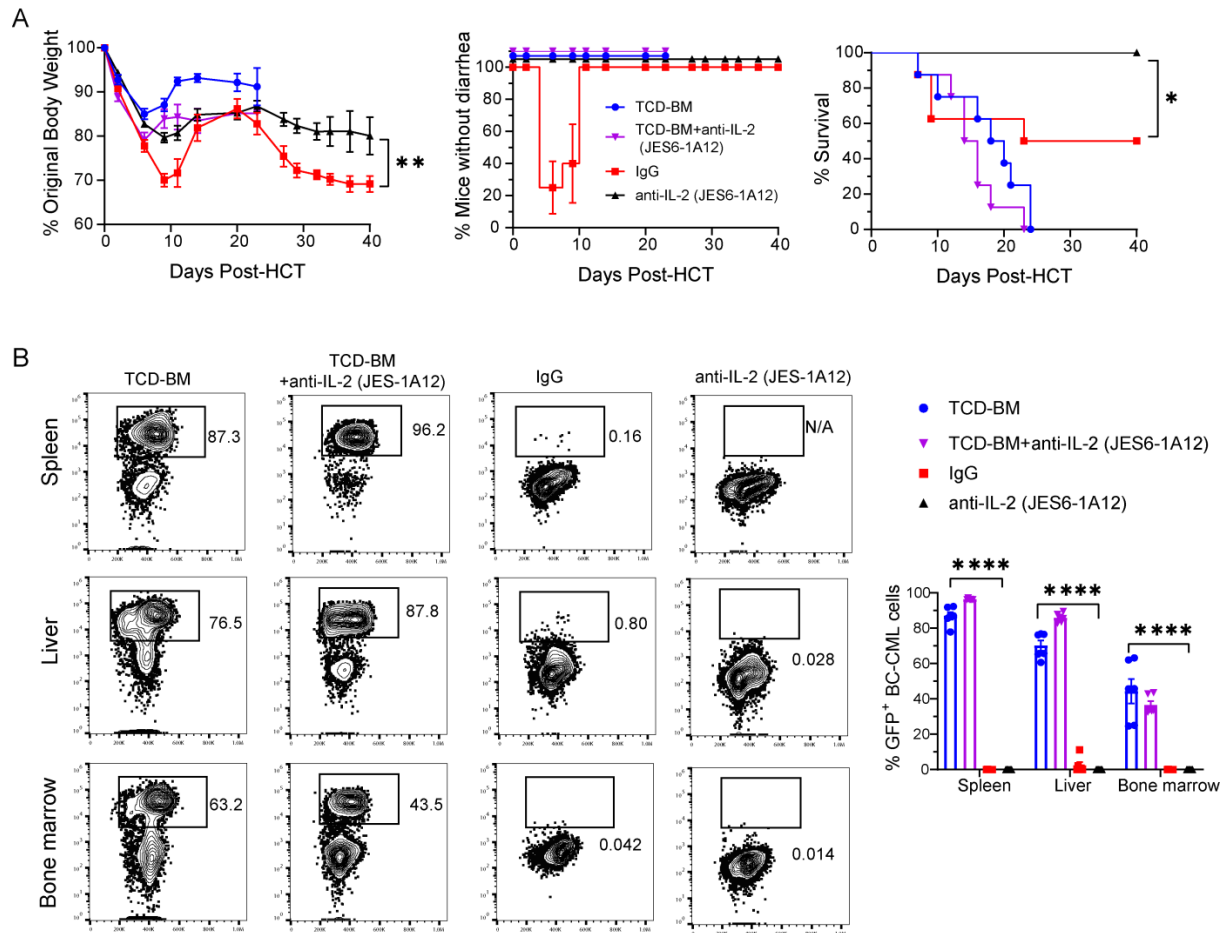 A
% Original Body Weight
100
90
80
70
60
0 10 20 30 40
Days Post-HCT
**
% Mice without diarrhea
100
80
60
40
20
0
0 10 20 30 40
Days Post-HCT
TCD-BM
TCD-BM+anti-IL-2
(JES6-1A12)
IgG
anti-IL-2 (JES6-1A12)
% Survival
100
80
60
40
20
0
0 10 20 30 40
Days Post-HCT
*
B
TCD-BM
TCD-BM
+anti-IL-2 (JES-1A12)
IgG
anti-IL-2 (JES-1A12)
Spleen
87.3
96.2
0.16
N/A
Liver
76.5
87.8
0.80
0.028
Bone marrow
63.2
43.5
0.042
0.014
TCD-BM
TCD-BM+anti-IL-2 (JES6-1A12)
IgG
anti-IL-2 (JES6-1A12)
% GFP+ BC-CML cells
100
80
60
40
20
0
****
****
****
Spleen Liver Bone marrow